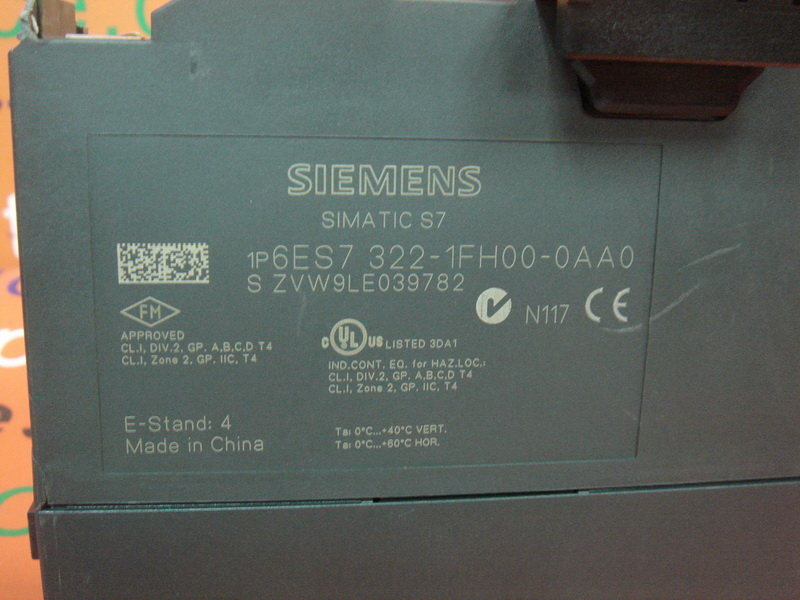 SIEMENS
SIMATIC S7
1P6ES7 322-1FH00-0AA0
S ZVW9LE039782
N117 CE
FM
APPROVED
CL.I, DIV.2, GP. A,B,C,D T4
CL.I, Zone 2, GP. IIC, T4
C UL US LISTED 3DA1
IND.CONT. EQ. for HAZ.LOC.:
CL.I, DIV.2, GP. A,B,C,D T4
CL.I, Zone 2, GP. IIC, T4
E-Stand: 4
Made in China
Ta: 0°C...+40°C VERT.
Ta: 0°C...+60°C HOR.